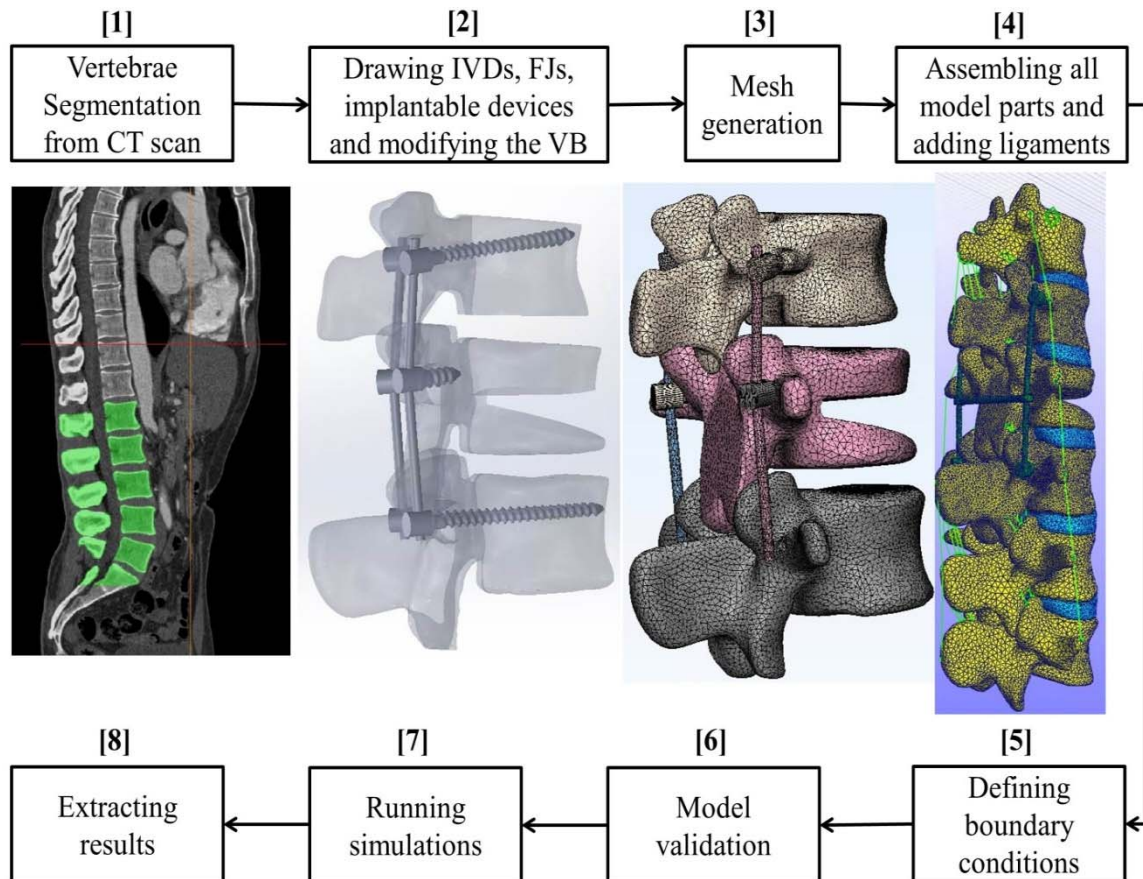 [1]
Vertebrae
Segmentation
from CT scan
[2]
Drawing IVDs, FJs,
implantable devices
and modifying the VB
[3]
Mesh
generation
[4]
Assembling all
model parts and
adding ligaments
[5]
Defining
boundary
conditions
[6]
Model
validation
[7]
Running
simulations
[8]
Extracting
results